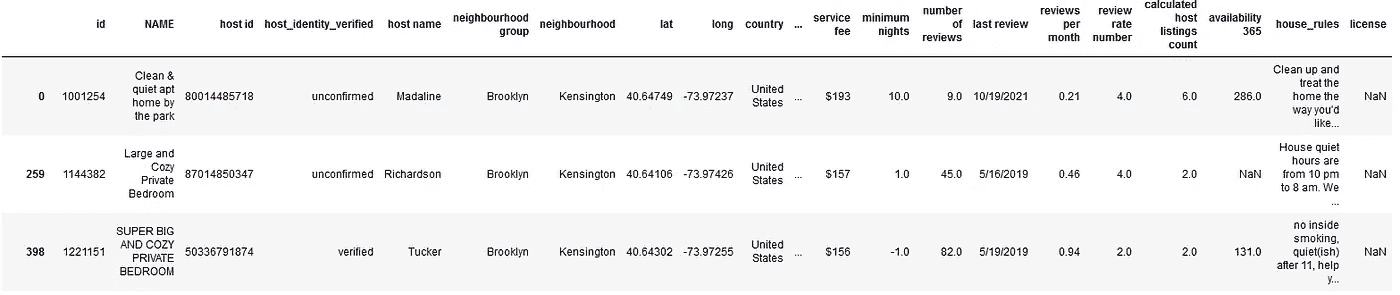 id NAME host id host_identity_verified host name neighbourhood group neighbourhood lat long country ... service fee minimum nights number of reviews last review reviews per month review rate number calculated host listings count availability 365 house_rules license
0 1001254 Clean & quiet apt home by the park 80014485718 unconfirmed Madaline Brooklyn Kensington 40.64749 -73.97237 United States ... $193 10.0 9.0 10/19/2021 0.21 4.0 6.0 286.0 Clean up and treat the home the way you'd like... NaN
259 1144382 Large and Cozy Private Bedroom 87014850347 unconfirmed Richardson Brooklyn Kensington 40.64106 -73.97426 United States ... $157 1.0 45.0 5/16/2019 0.46 4.0 2.0 NaN House quiet hours are from 10 pm to 8 am. We ... NaN
398 1221151 SUPER BIG AND COZY PRIVATE BEDROOM 50336791874 verified Tucker Brooklyn Kensington 40.64302 -73.97255 United States ... $156 -1.0 82.0 5/19/2019 0.94 2.0 2.0 131.0 no inside smoking, quiet(ish) after 11, help y... NaN